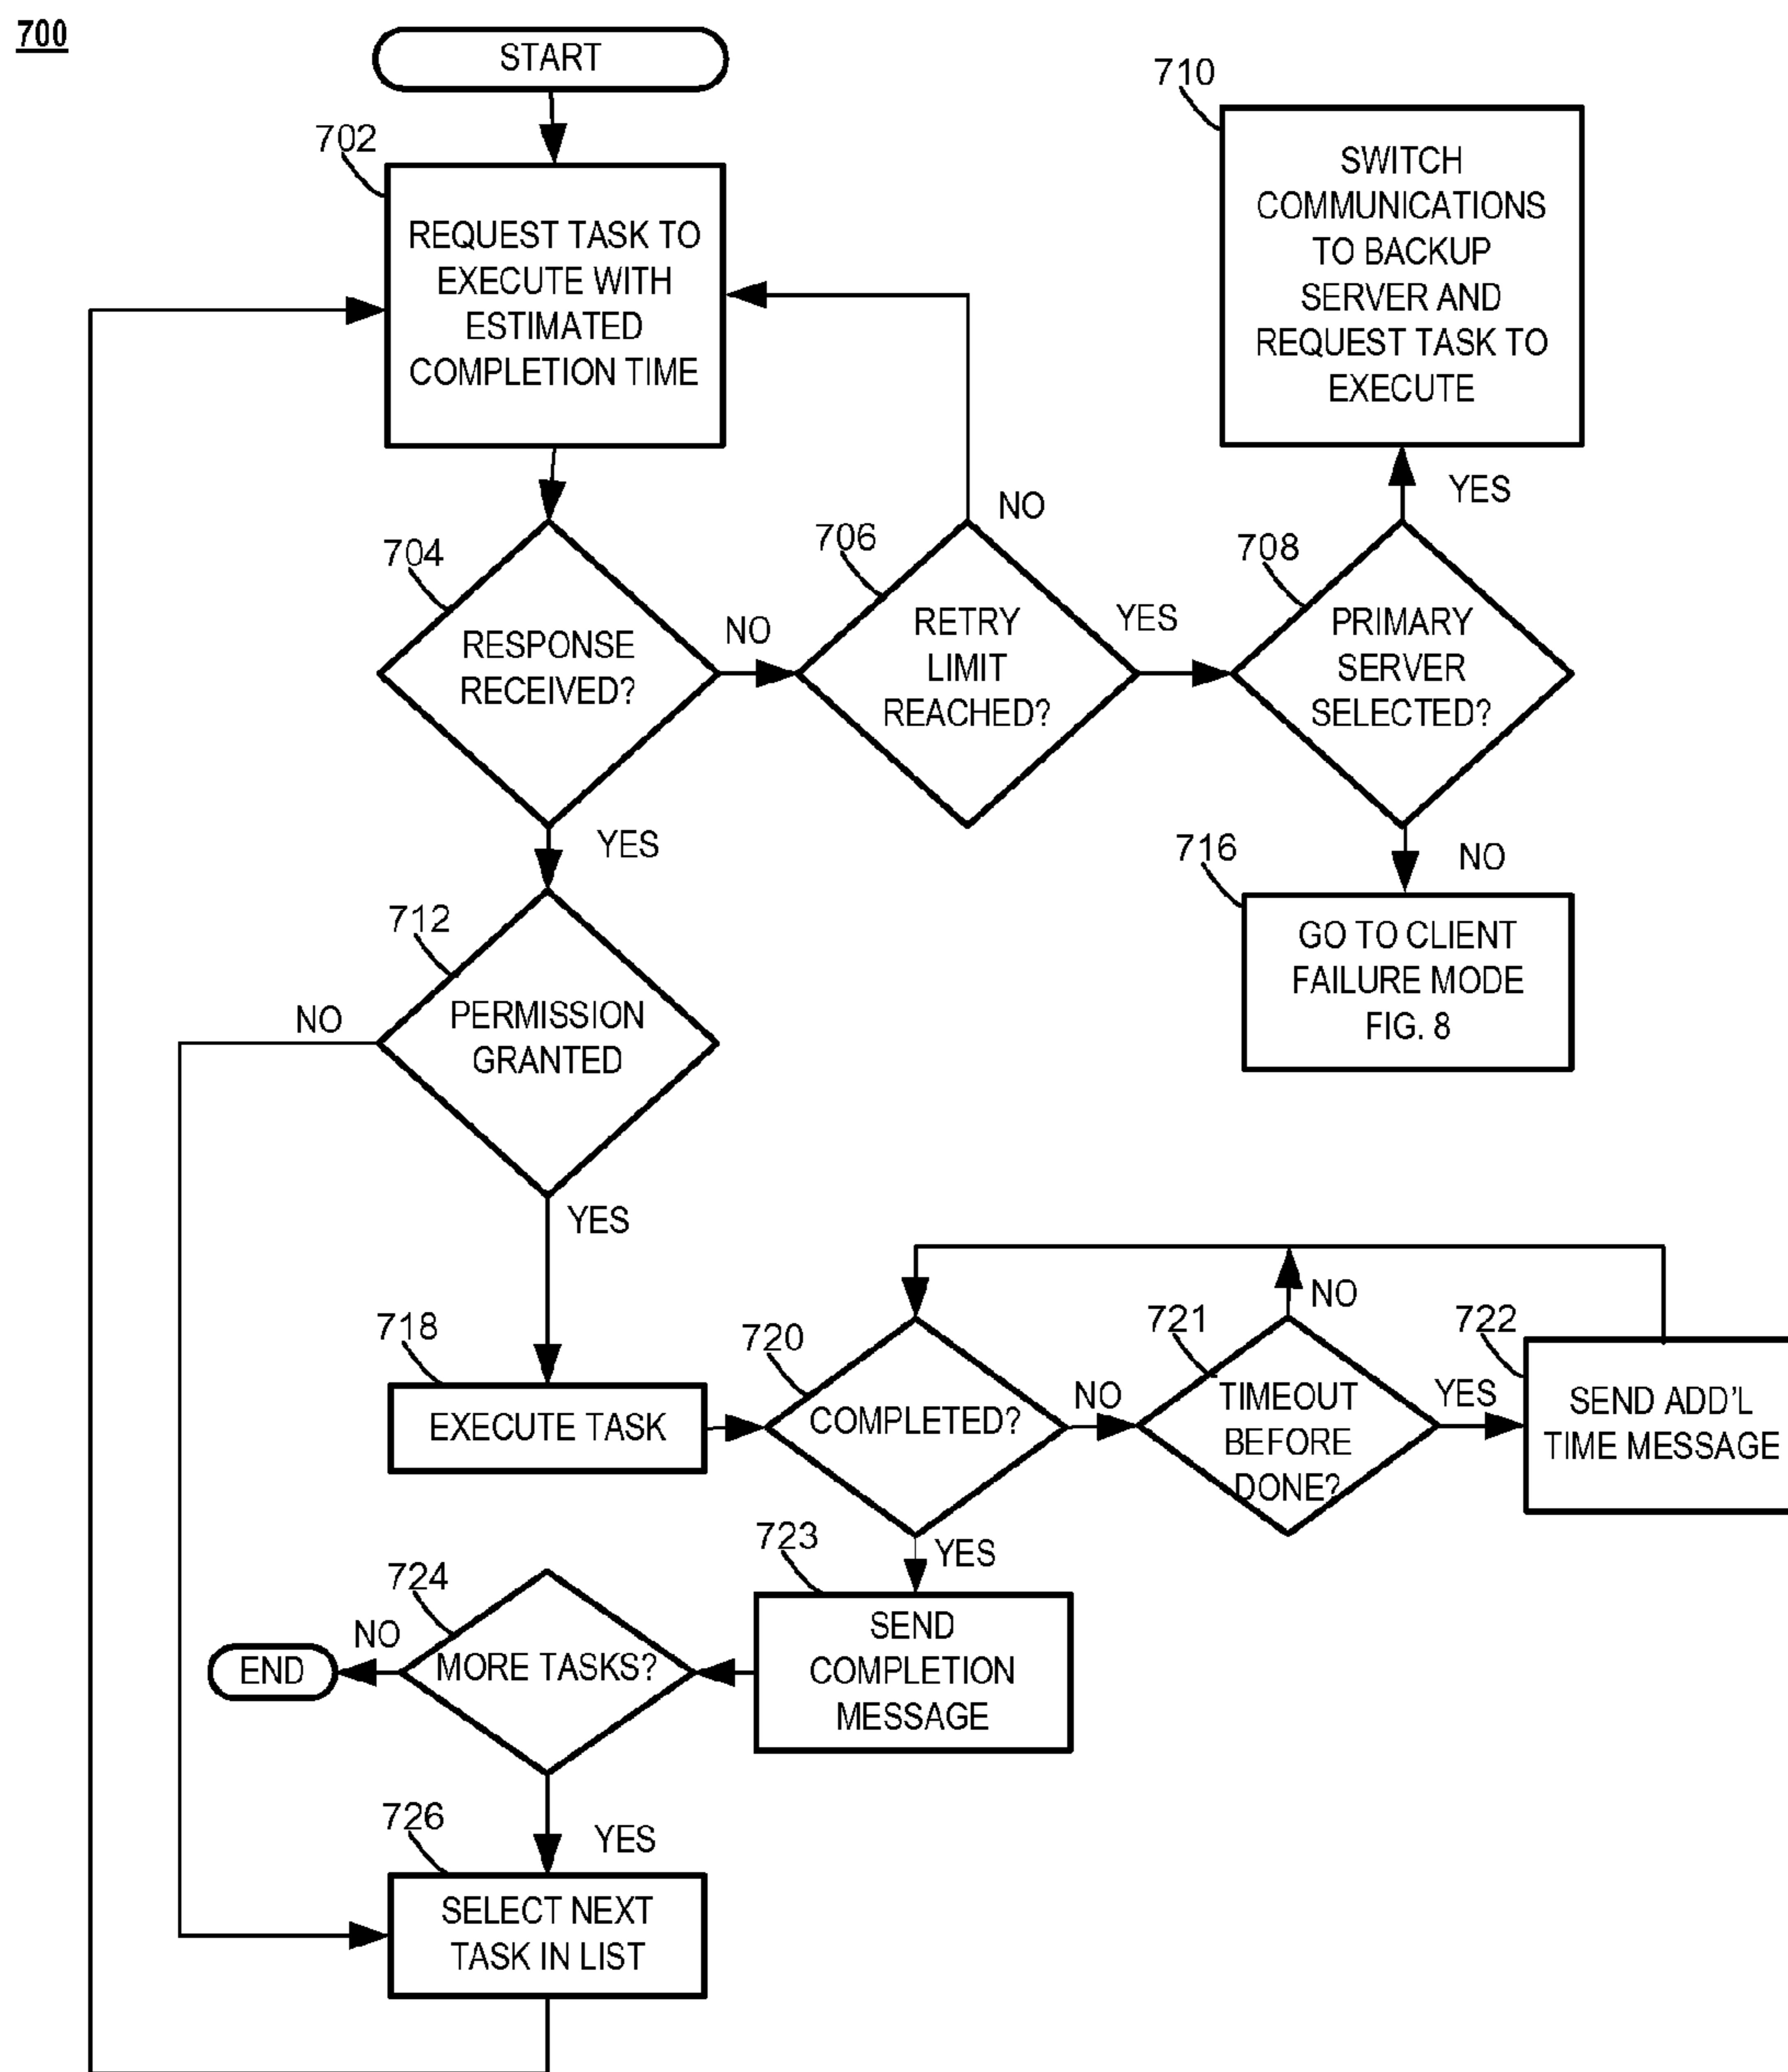 700
START
702
REQUEST TASK TO
EXECUTE WITH
ESTIMATED
COMPLETION TIME
710
SWITCH
COMMUNICATIONS
TO BACKUP
SERVER AND
REQUEST TASK TO
EXECUTE
704
RESPONSE
RECEIVED?
NO
YES
706
RETRY
LIMIT
REACHED?
NO
YES
708
PRIMARY
SERVER
SELECTED?
YES
NO
716
GO TO CLIENT
FAILURE MODE
FIG. 8
712
PERMISSION
GRANTED
NO
YES
718
EXECUTE TASK
720
COMPLETED?
NO
YES
721
TIMEOUT
BEFORE
DONE?
NO
YES
722
SEND ADD'L
TIME MESSAGE
723
SEND
COMPLETION
MESSAGE
724
MORE TASKS?
NO
END
YES
726
SELECT NEXT
TASK IN LIST